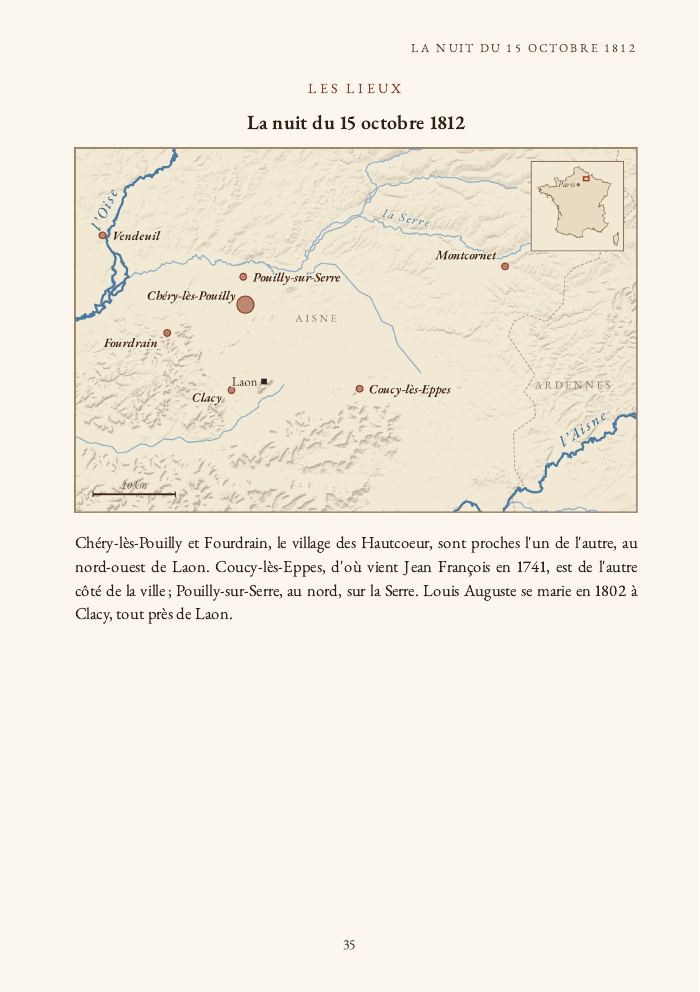 LA NUIT DU 15 OCTOBRE 1812
LES LIEUX
La nuit du 15 octobre 1812
l'Oise
Paris
la Serre
Vendeuil
Montcornet
Pouilly-sur-Serre
Chéry-lès-Pouilly
AISNE
Fourdrain
Laon
Clacy
Coucy-lès-Eppes
ARDENNES
l'Aisne
10 km
Chéry-lès-Pouilly et Fourdrain, le village des Hautcoeur, sont proches l'un de l'autre, au
nord-ouest de Laon. Coucy-lès-Eppes, d'où vient Jean François en 1741, est de l'autre
côté de la ville ; Pouilly-sur-Serre, au nord, sur la Serre. Louis Auguste se marie en 1802 à
Clacy, tout près de Laon.
35